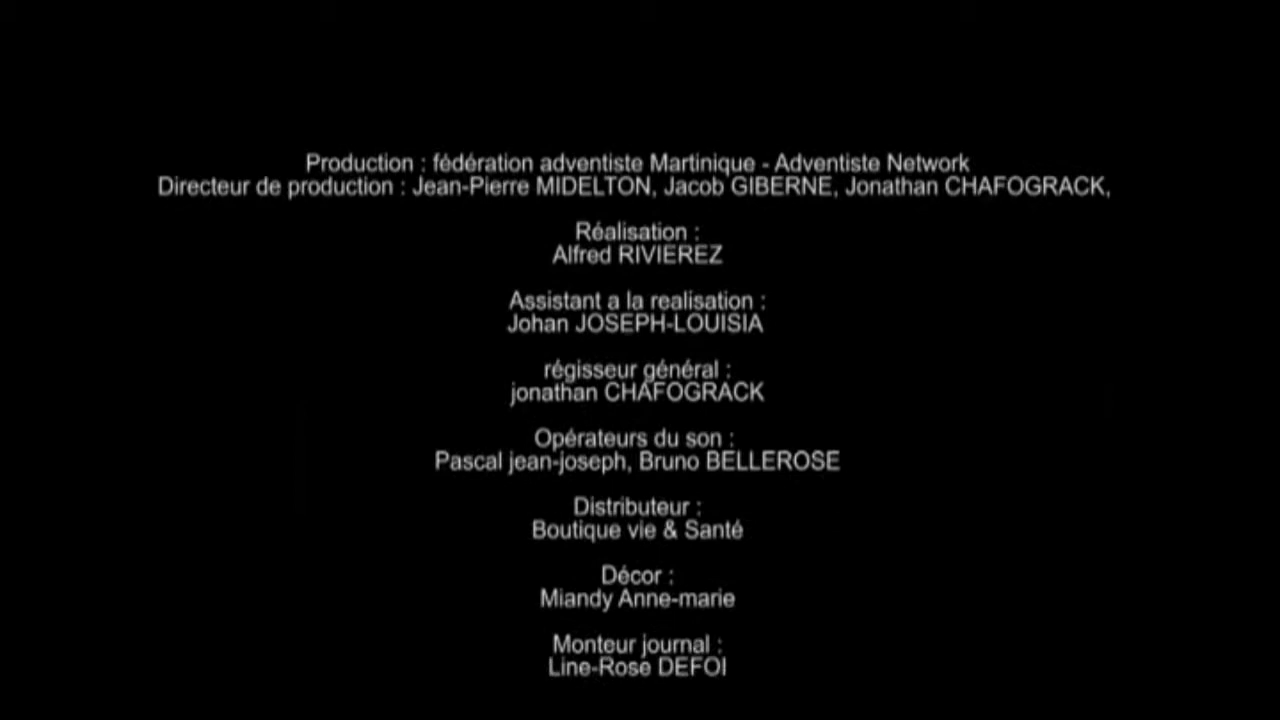 Production : fédération adventiste Martinique - Adventiste Network
Directeur de production : Jean-Pierre MIDELTON, Jacob GIBERNE, Jonathan CHAFOGRACK,
Réalisation :
Alfred RIVIEREZ
Assistant a la realisation :
Johan JOSEPH-LOUISIA
régisseur général :
jonathan CHAFOGRACK
Opérateurs du son :
Pascal jean-joseph, Bruno BELLEROSE
Distributeur :
Boutique vie & Santé
Décor :
Miandy Anne-marie
Monteur journal :
Line-Rose DEFOI